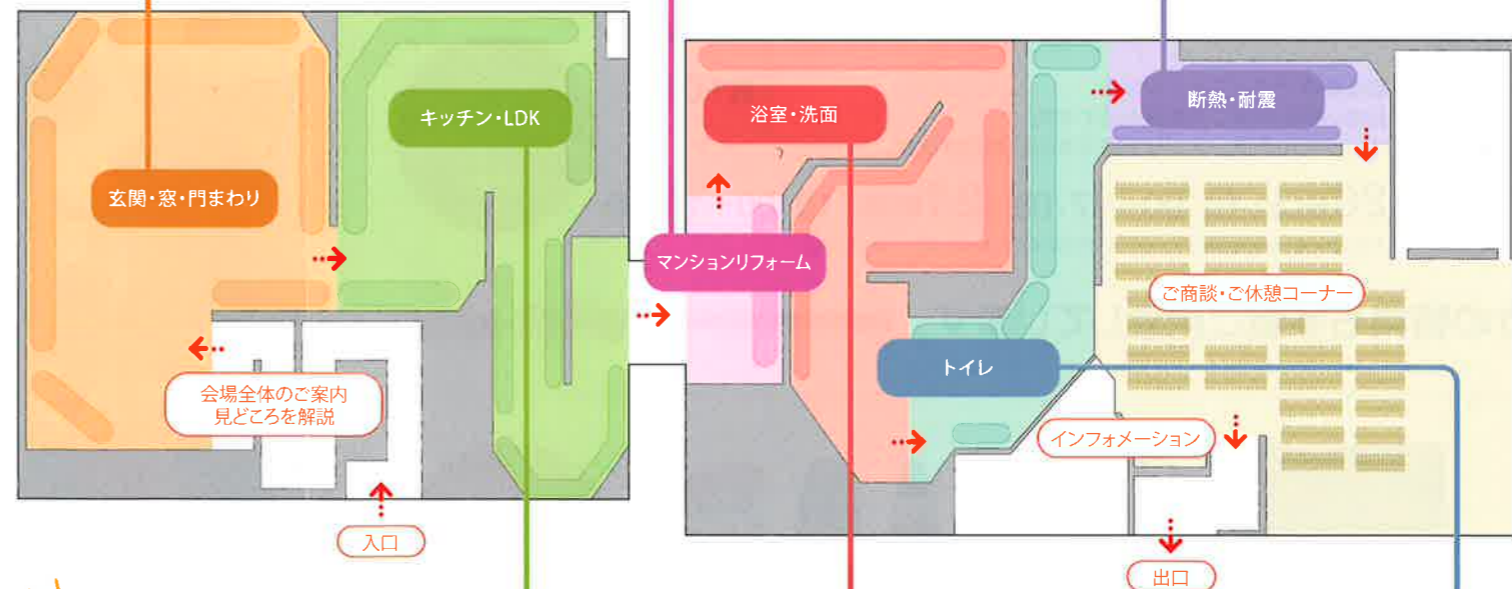 キッチン・LDK
浴室・洗面
断熱・耐震
玄関・窓・門まわり
マンションリフォーム
ご商談・ご休憩コーナー
会場全体のご案内
見どころを解説
トイレ
インフォメーション
入口
出口